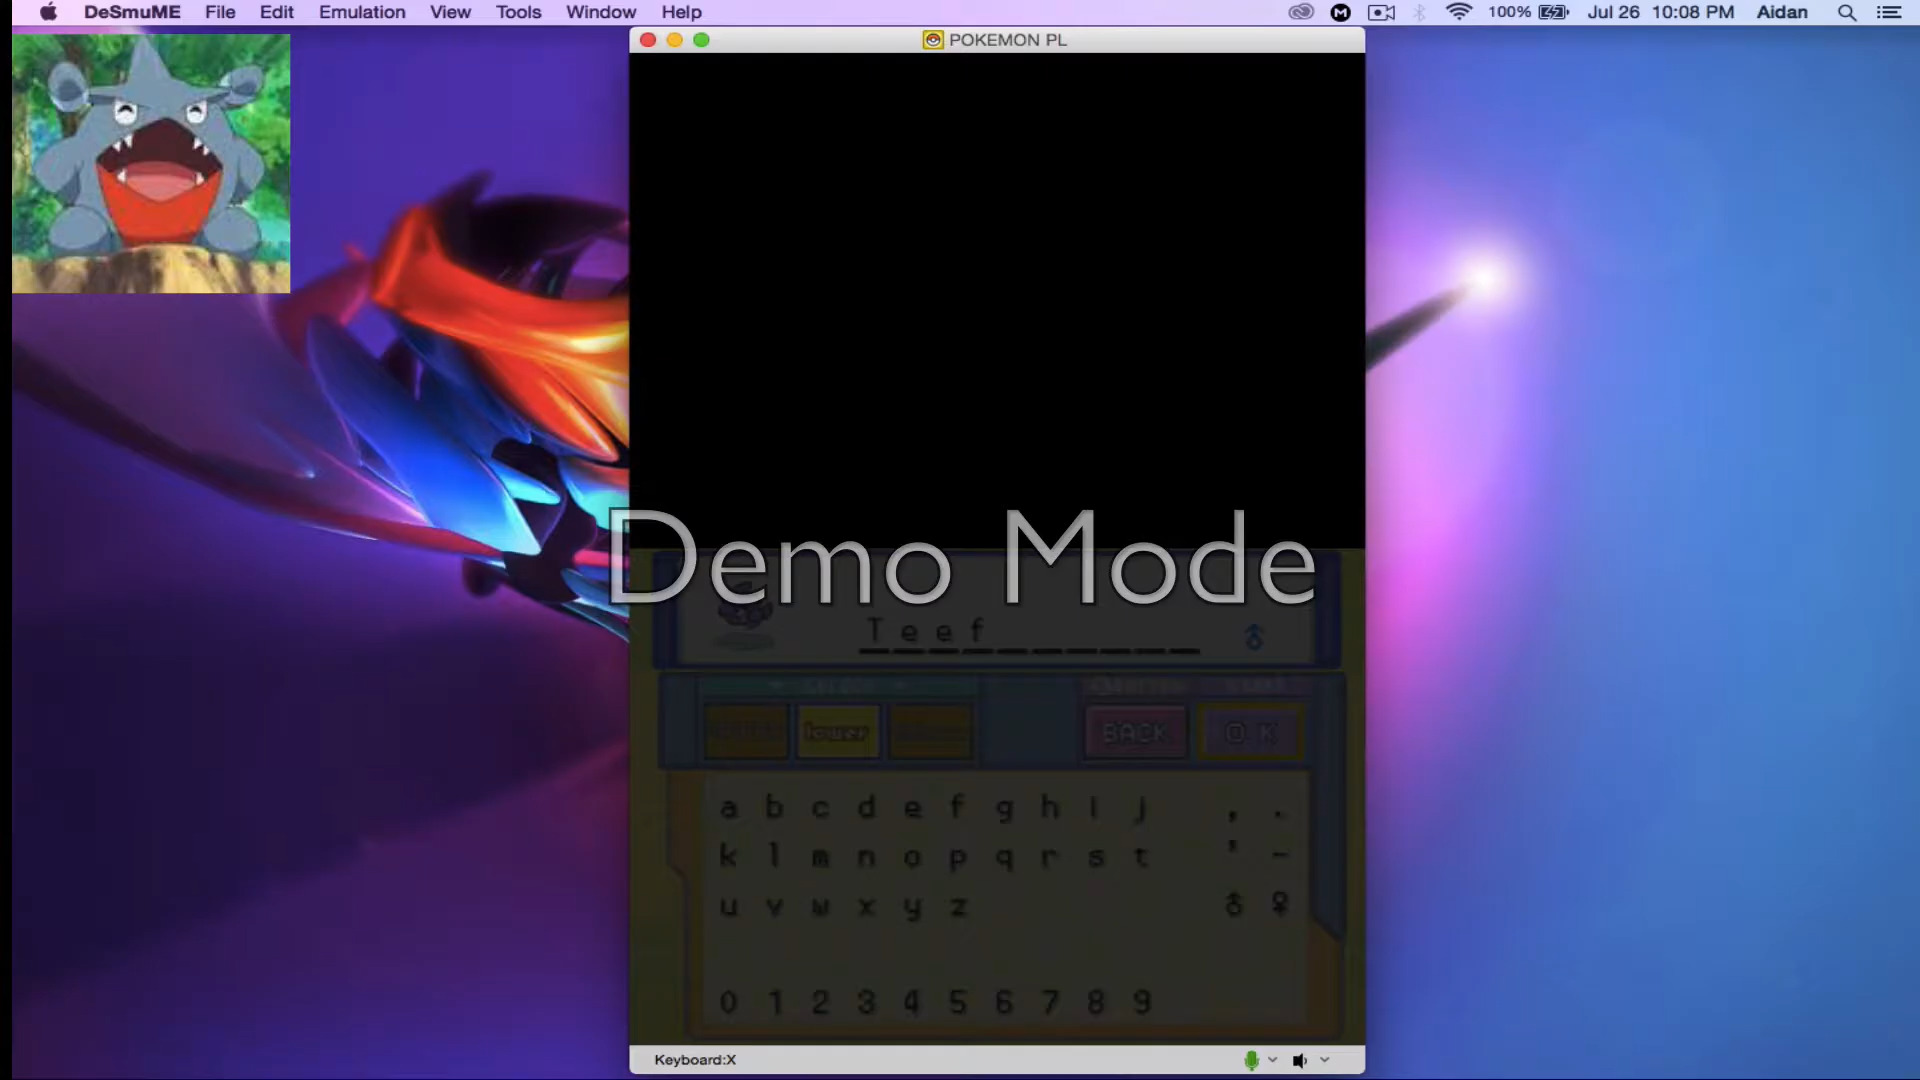 DeSmuME File Edit Emulation View Tools Window Help 100% Jul 26 10:08 PM Aidan
POKEMON PL
Demo Mode
Teef
lower BACK O.K
a b c d e f g h i j , .
k l m n o p q r s t ' -
u v w x y z ♂ ♀
0 1 2 3 4 5 6 7 8 9
Keyboard:X